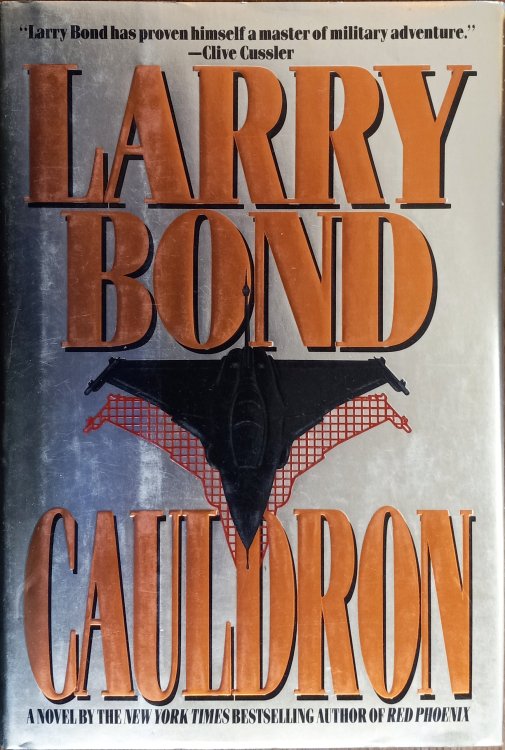 "Larry Bond has proven himself a master of military adventure."
—Clive Cussler
LARRY
BOND
CAULDRON
A NOVEL BY THE NEW YORK TIMES BESTSELLING AUTHOR OF RED PHOENIX